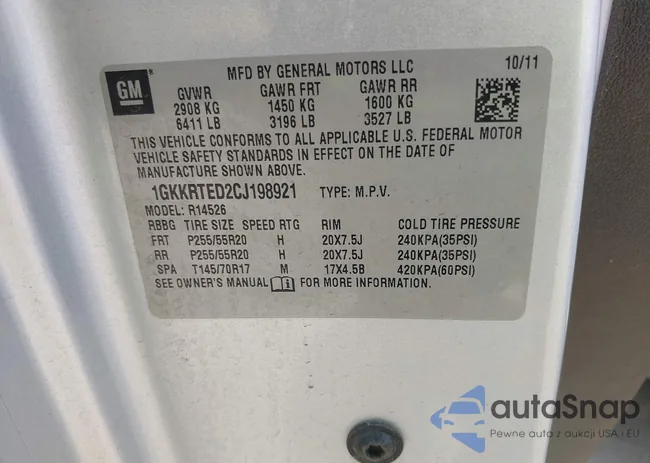 MFD BY GENERAL MOTORS LLC 10/11
GM
GVWR GAWR FRT GAWR RR
2908 KG 1450 KG 1600 KG
6411 LB 3196 LB 3527 LB
THIS VEHICLE CONFORMS TO ALL APPLICABLE U.S. FEDERAL MOTOR
VEHICLE SAFETY STANDARDS IN EFFECT ON THE DATE OF
MANUFACTURE SHOWN ABOVE.
1GKKRTED2CJ198921 TYPE: M.P.V.
MODEL: R14526
RBBG TIRE SIZE SPEED RTG RIM COLD TIRE PRESSURE
FRT P255/55R20 H 20X7.5J 240KPA(35PSI)
RR P255/55R20 H 20X7.5J 240KPA(35PSI)
SPA T145/70R17 M 17X4.5B 420KPA(60PSI)
SEE OWNER'S MANUAL i FOR MORE INFORMATION.
autoSnap
Pewne auto z aukcji USA i EU